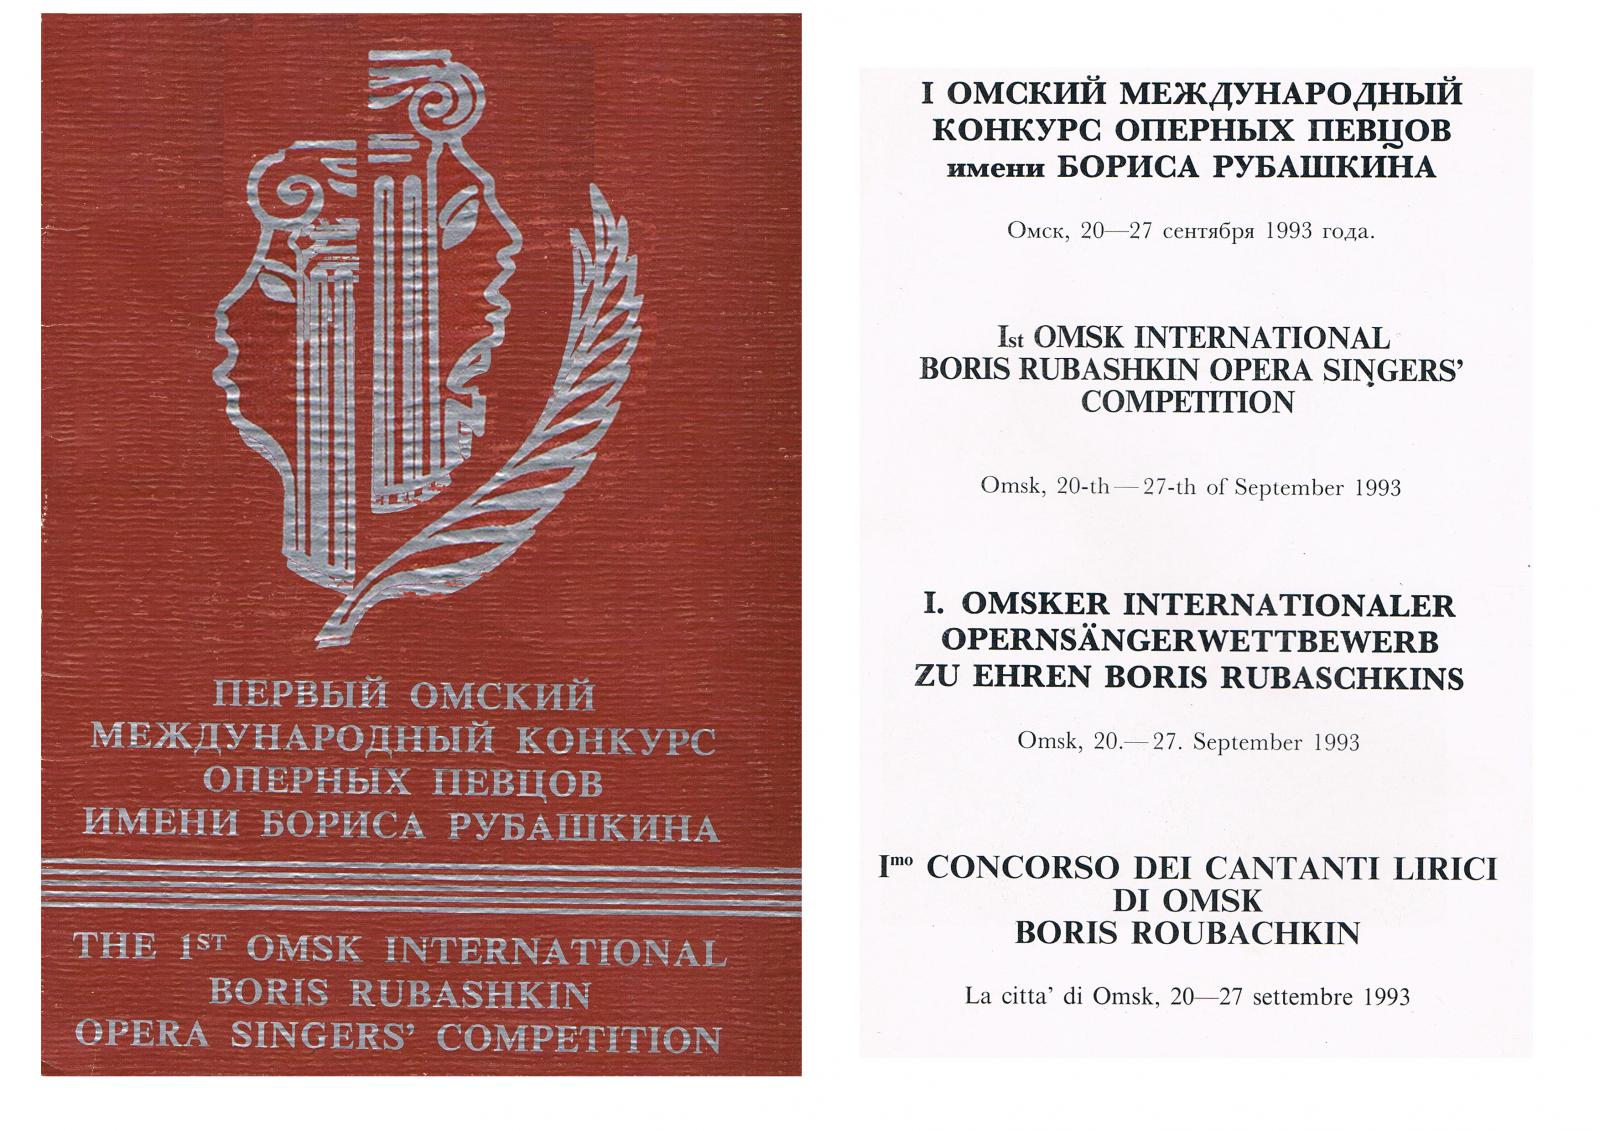 ПЕРВЫЙ ОМСКИЙ
МЕЖДУНАРОДНЫЙ КОНКУРС
ОПЕРНЫХ ПЕВЦОВ
ИМЕНИ БОРИСА РУБАШКИНА
THE 1ST OMSK INTERNATIONAL
BORIS RUBASHKIN
OPERA SINGERS’ COMPETITION
I ОМСКИЙ МЕЖДУНАРОДНЫЙ
КОНКУРС ОПЕРНЫХ ПЕВЦОВ
имени БОРИСА РУБАШКИНА
Омск, 20—27 сентября 1993 года.
Ist OMSK INTERNATIONAL
BORIS RUBASHKIN OPERA SINGERS’
COMPETITION
Omsk, 20-th—27-th of September 1993
I. OMSKER INTERNATIONALER
OPERNSÄNGERWETTBEWERB
ZU EHREN BORIS RUBASCHKINS
Omsk, 20.—27. September 1993
Imo CONCORSO DEI CANTANTI LIRICI
DI OMSK
BORIS ROUBACHKIN
La citta’ di Omsk, 20—27 settembre 1993